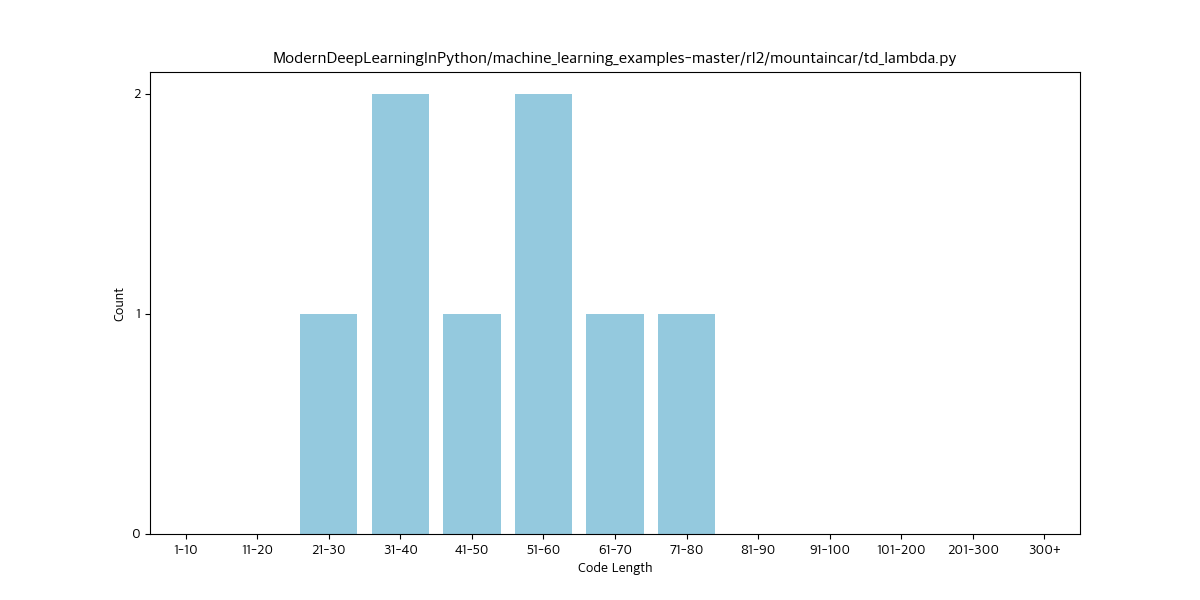 ModernDeepLearningInPython/machine_learning_examples-master/rl2/mountaincar/td_lambda.py
2
1
0
Count
1-10 11-20 21-30 31-40 41-50 51-60 61-70 71-80 81-90 91-100 101-200 201-300 300+
Code Length